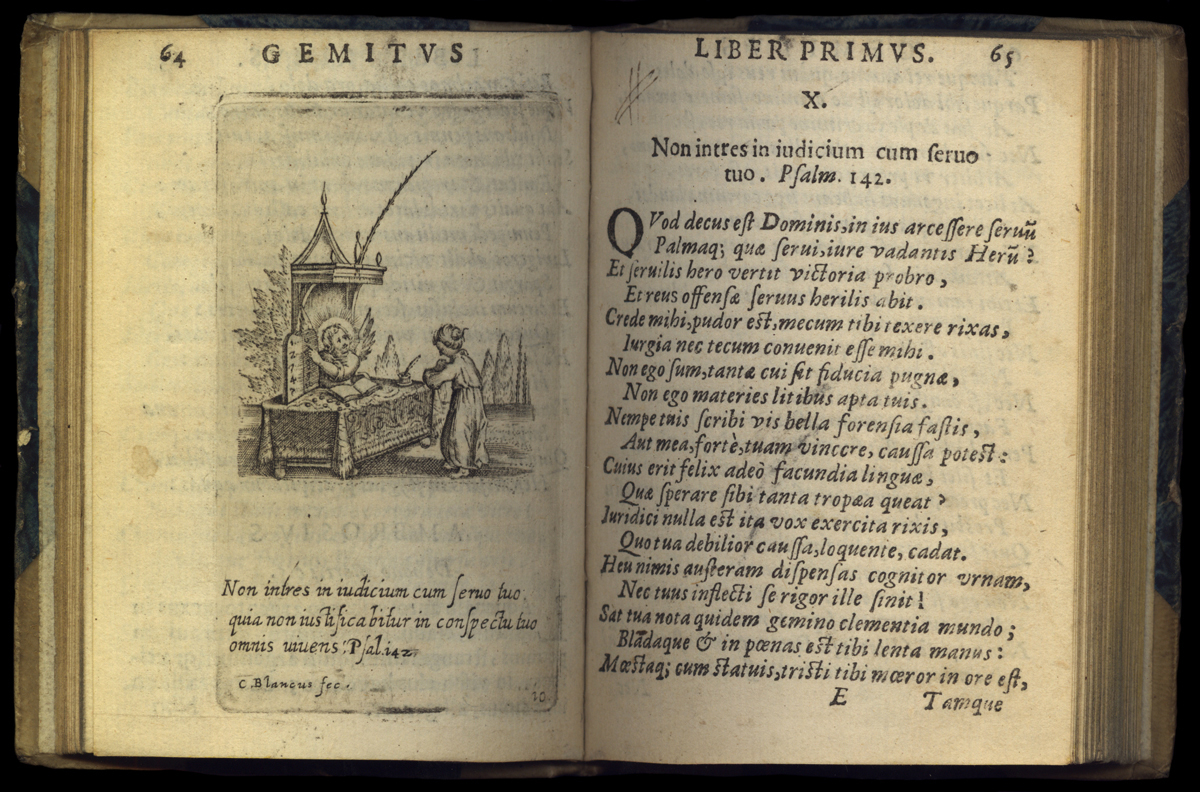 64 GEMITVS
Non intres in iudicium cum seruo tuo,
quia non iustificabitur in conspectu tuo
omnis uiuens. Psal. 142.
C. Blancus fec.
10
LIBER PRIMVS. 65
X.
Non intres in iudicium cum seruo
tuo. Psalm. 142.
QVod decus est Dominis, in ius arcessere seruū
Palmaq; quæ serui, iure vadantis Herū?
Et seruilis hero vertit victoria probro,
Et reus offensæ seruus herilis abit.
Crede mihi, pudor est, mecum tibi texere rixas,
Iurgia nec tecum conuenit esse mihi.
Non ego sum, tantæ cui sit fiducia pugnæ,
Non ego materies litibus apta tuis.
Nempe tuis scribi vis bella forensia fastis,
Aut mea, fortè, tuam vincere, caussa potest:
Cuius erit felix adeò facundia linguæ,
Quæ sperare sibi tanta tropæa queat?
Iuridici nulla est ita vox exercita rixis,
Quo tua debilior caussa, loquente, cadat.
Heu nimis austeram dispensas cognitor vrnam,
Nec tuus inflecti se rigor ille sinit!
Sat tua nota quidem gemino clementia mundo;
Blādaque & in pœnas est tibi lenta manus:
Mœstaq; cum statuis, tristi tibi mœror in ore est,
E Tamque